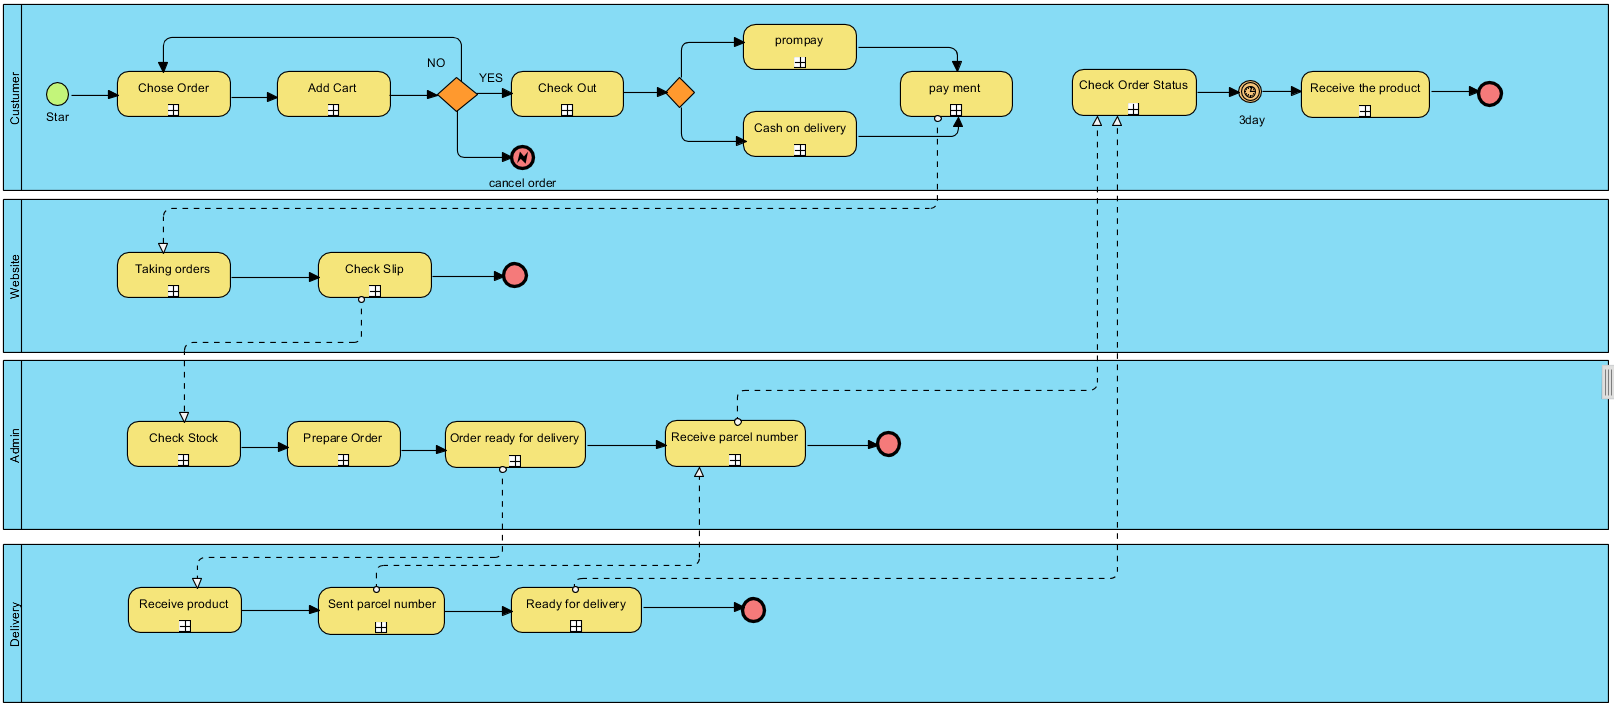 Custumer
Star
Chose Order
Add Cart
NO
YES
cancel order
Check Out
prompay
Cash on delivery
pay ment
Check Order Status
3day
Receive the product
Website
Taking orders
Check Slip
Admin
Check Stock
Prepare Order
Order ready for delivery
Receive parcel number
Delivery
Receive product
Sent parcel number
Ready for delivery